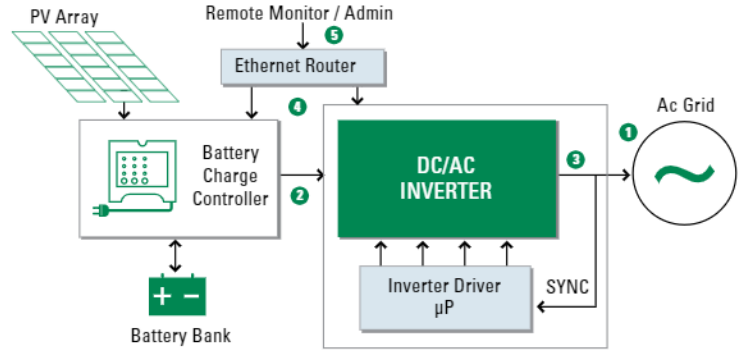 PV Array
Remote Monitor / Admin
5
Ethernet Router
4
1
Ac Grid
Battery
Charge
Controller
2
DC/AC
INVERTER
3
Inverter Driver
µP
SYNC
+ −
Battery Bank